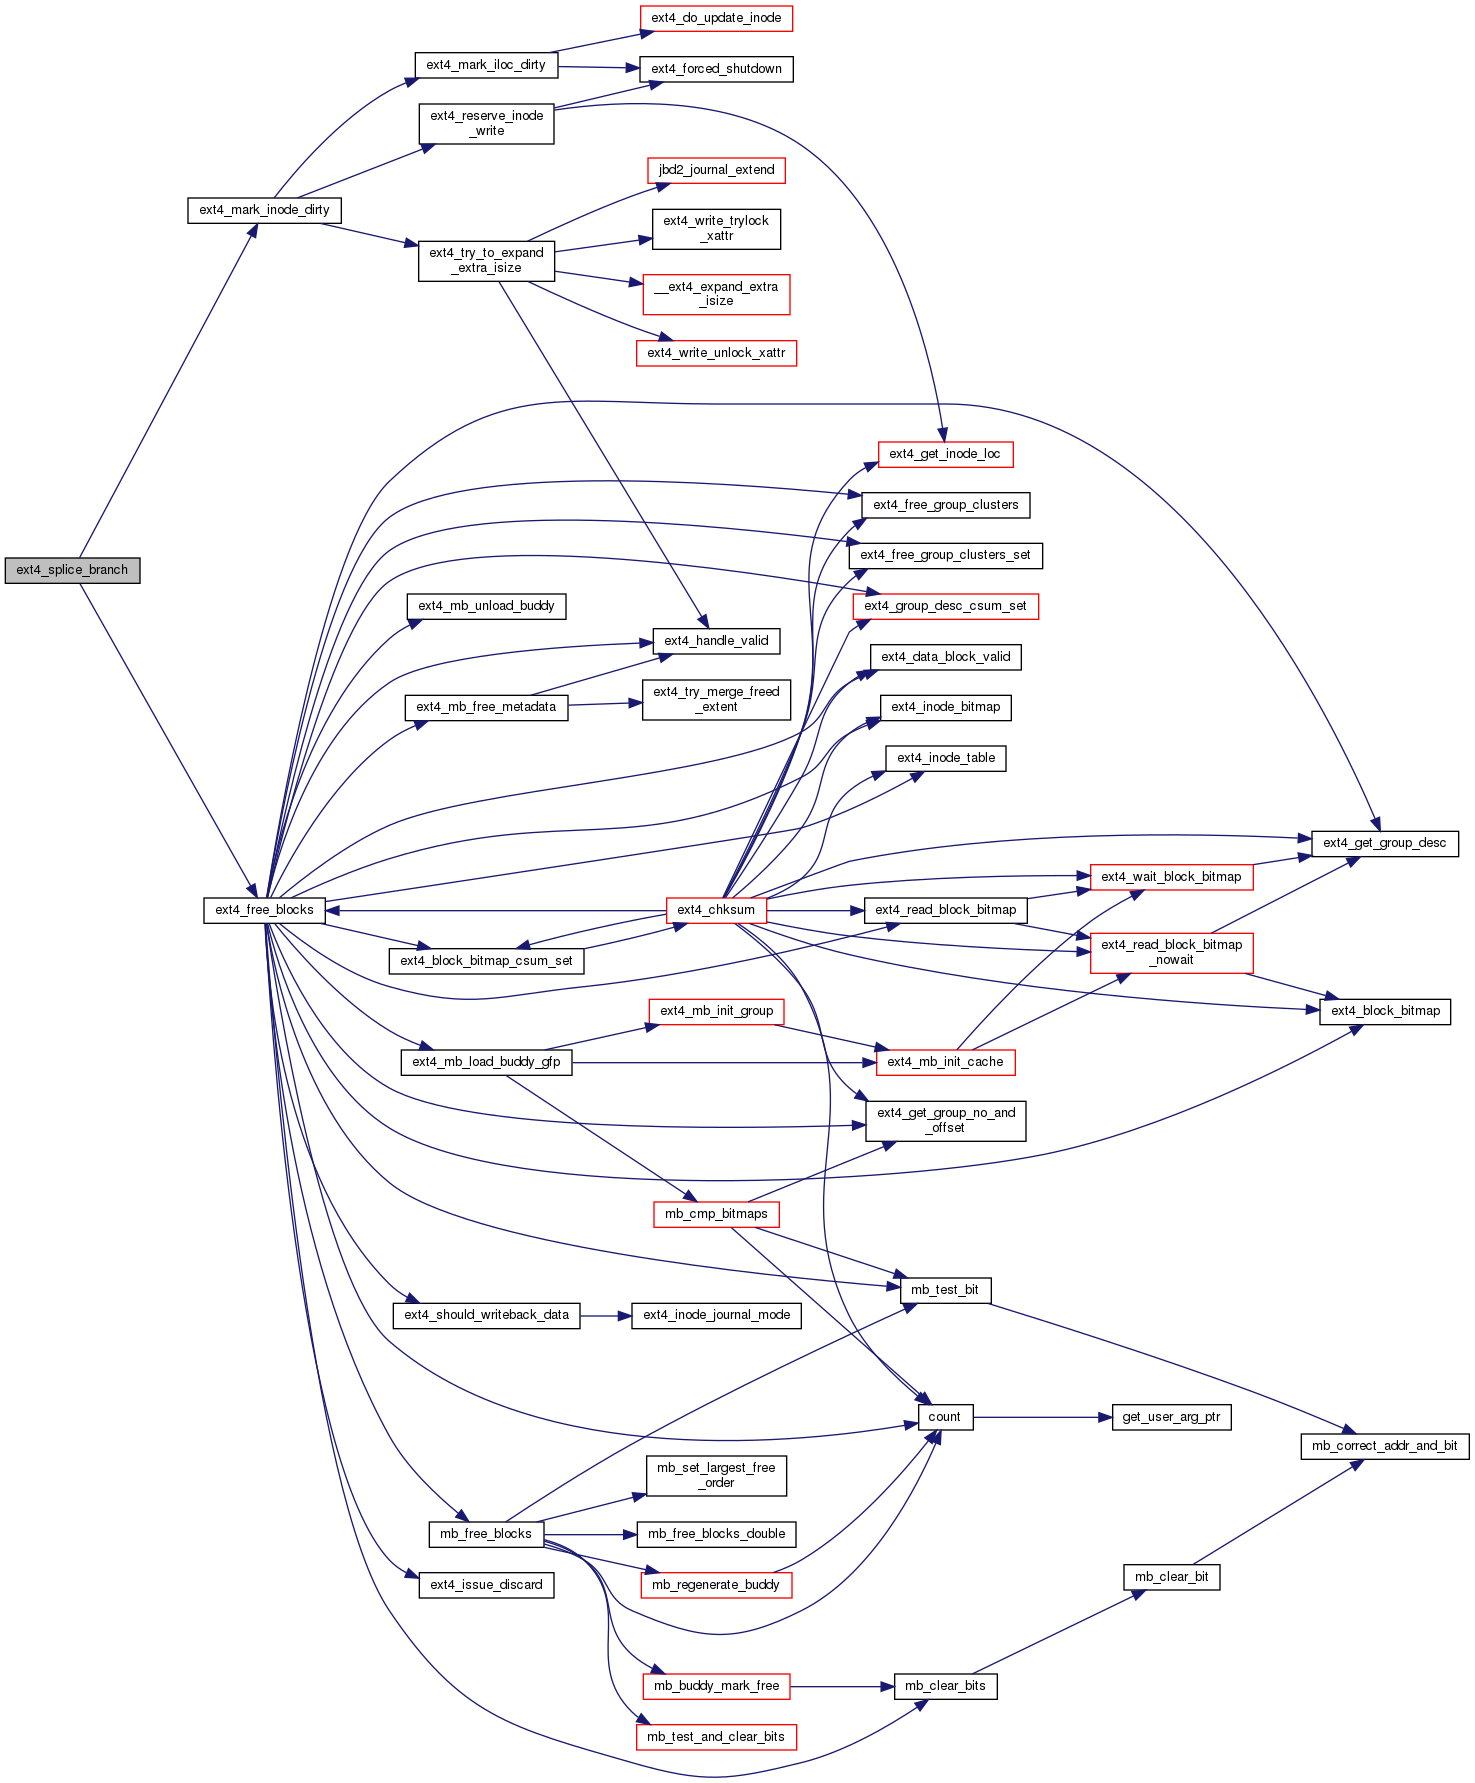 ext4_do_update_inode
ext4_mark_iloc_dirty
ext4_forced_shutdown
ext4_reserve_inode
_write
jbd2_journal_extend
ext4_mark_inode_dirty
ext4_write_trylock
_xattr
ext4_try_to_expand
_extra_isize
__ext4_expand_extra
_isize
ext4_write_unlock_xattr
ext4_get_inode_loc
ext4_free_group_clusters
ext4_free_group_clusters_set
ext4_splice_branch
ext4_mb_unload_buddy
ext4_group_desc_csum_set
ext4_handle_valid
ext4_data_block_valid
ext4_mb_free_metadata
ext4_try_merge_freed
_extent
ext4_inode_bitmap
ext4_inode_table
ext4_get_group_desc
ext4_wait_block_bitmap
ext4_free_blocks
ext4_chksum
ext4_read_block_bitmap
ext4_block_bitmap_csum_set
ext4_read_block_bitmap
_nowait
ext4_mb_init_group
ext4_block_bitmap
ext4_mb_load_buddy_gfp
ext4_mb_init_cache
ext4_get_group_no_and
_offset
mb_cmp_bitmaps
mb_test_bit
ext4_should_writeback_data
ext4_inode_journal_mode
count
get_user_arg_ptr
mb_correct_addr_and_bit
mb_set_largest_free
_order
mb_free_blocks
mb_free_blocks_double
mb_clear_bit
ext4_issue_discard
mb_regenerate_buddy
mb_buddy_mark_free
mb_clear_bits
mb_test_and_clear_bits